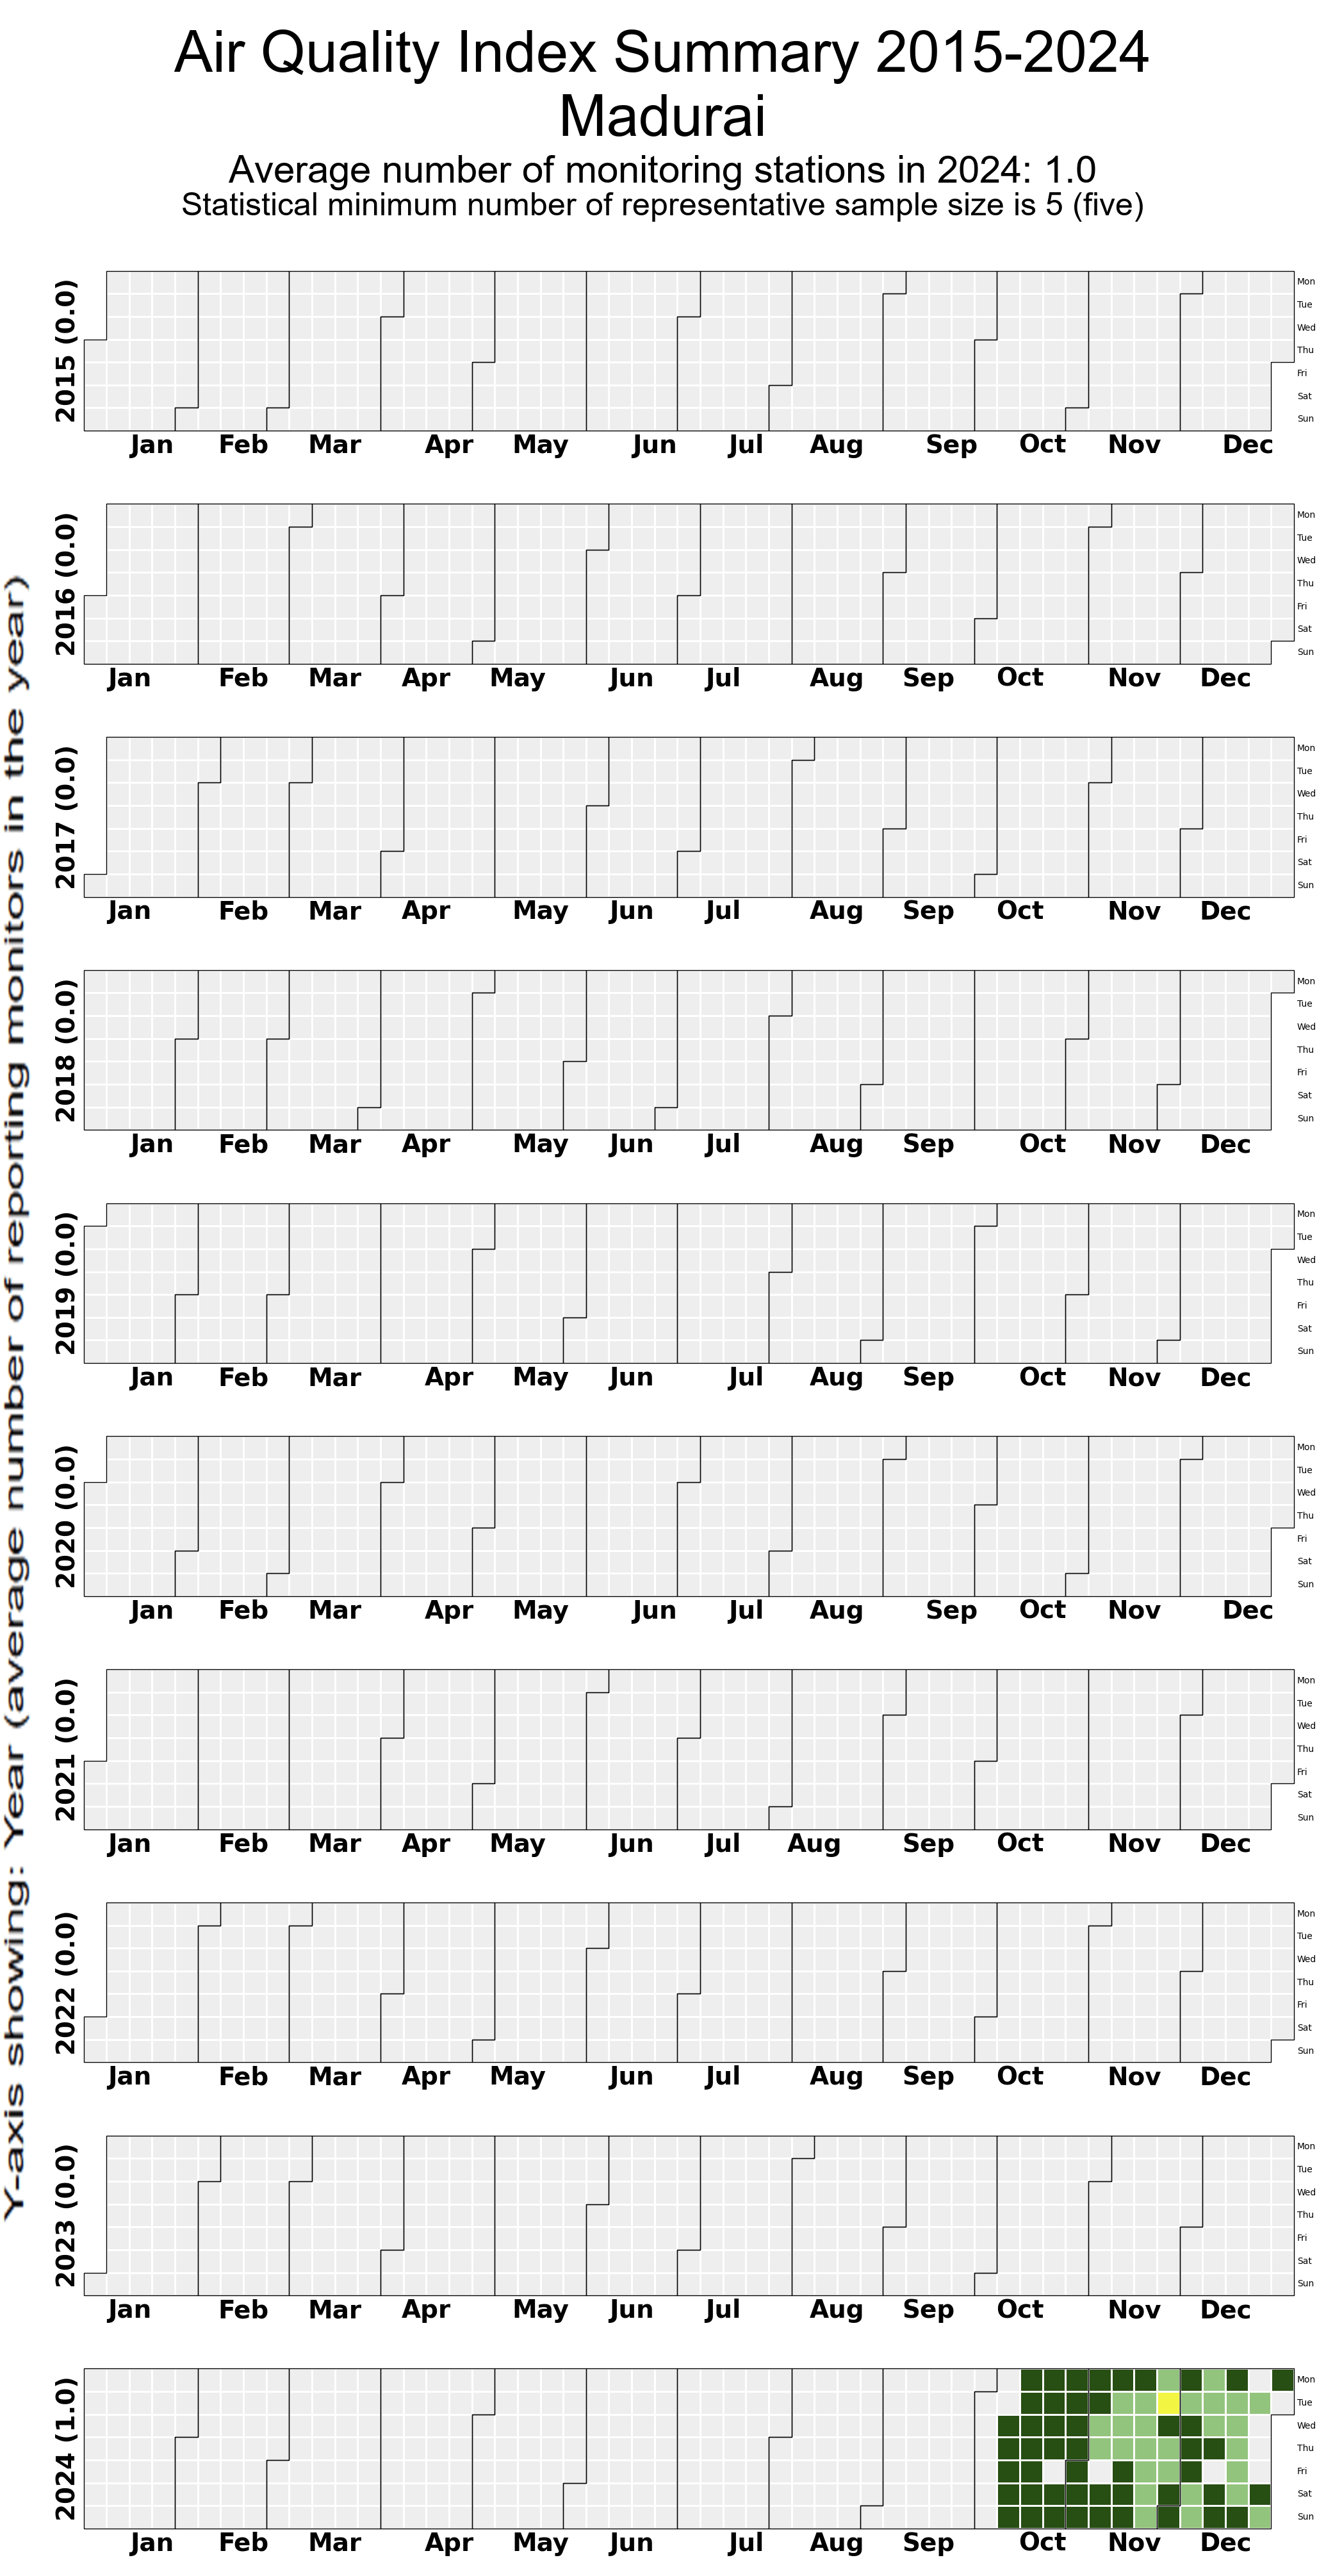 Air Quality Index Summary 2015-2024
Madurai
Average number of monitoring stations in 2024: 1.0
Statistical minimum number of representative sample size is 5 (five)
Y-axis showing: Year (average number of reporting monitors in the year)
2015 (0.0)
Mon
Tue
Wed
Thu
Fri
Sat
Sun
Jan Feb Mar Apr May Jun Jul Aug Sep Oct Nov Dec
2016 (0.0)
Mon
Tue
Wed
Thu
Fri
Sat
Sun
Jan Feb Mar Apr May Jun Jul Aug Sep Oct Nov Dec
2017 (0.0)
Mon
Tue
Wed
Thu
Fri
Sat
Sun
Jan Feb Mar Apr May Jun Jul Aug Sep Oct Nov Dec
2018 (0.0)
Mon
Tue
Wed
Thu
Fri
Sat
Sun
Jan Feb Mar Apr May Jun Jul Aug Sep Oct Nov Dec
2019 (0.0)
Mon
Tue
Wed
Thu
Fri
Sat
Sun
Jan Feb Mar Apr May Jun Jul Aug Sep Oct Nov Dec
2020 (0.0)
Mon
Tue
Wed
Thu
Fri
Sat
Sun
Jan Feb Mar Apr May Jun Jul Aug Sep Oct Nov Dec
2021 (0.0)
Mon
Tue
Wed
Thu
Fri
Sat
Sun
Jan Feb Mar Apr May Jun Jul Aug Sep Oct Nov Dec
2022 (0.0)
Mon
Tue
Wed
Thu
Fri
Sat
Sun
Jan Feb Mar Apr May Jun Jul Aug Sep Oct Nov Dec
2023 (0.0)
Mon
Tue
Wed
Thu
Fri
Sat
Sun
Jan Feb Mar Apr May Jun Jul Aug Sep Oct Nov Dec
2024 (1.0)
Mon
Tue
Wed
Thu
Fri
Sat
Sun
Jan Feb Mar Apr May Jun Jul Aug Sep Oct Nov Dec